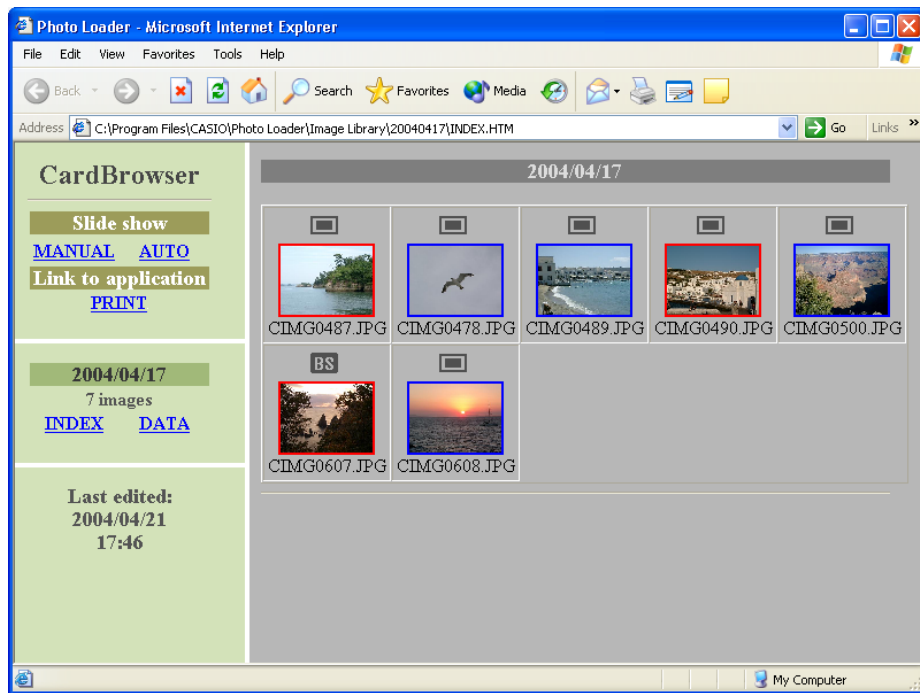 Photo Loader - Microsoft Internet Explorer
File Edit View Favorites Tools Help
Back Search Favorites Media
Address C:\Program Files\CASIO\Photo Loader\Image Library\20040417\INDEX.HTM Go Links »
CardBrowser
Slide show
MANUAL AUTO
Link to application
PRINT
2004/04/17
7 images
INDEX DATA
Last edited:
2004/04/21
17:46
2004/04/17
CIMG0487.JPG CIMG0478.JPG CIMG0489.JPG CIMG0490.JPG CIMG0500.JPG
BS
CIMG0607.JPG CIMG0608.JPG
My Computer